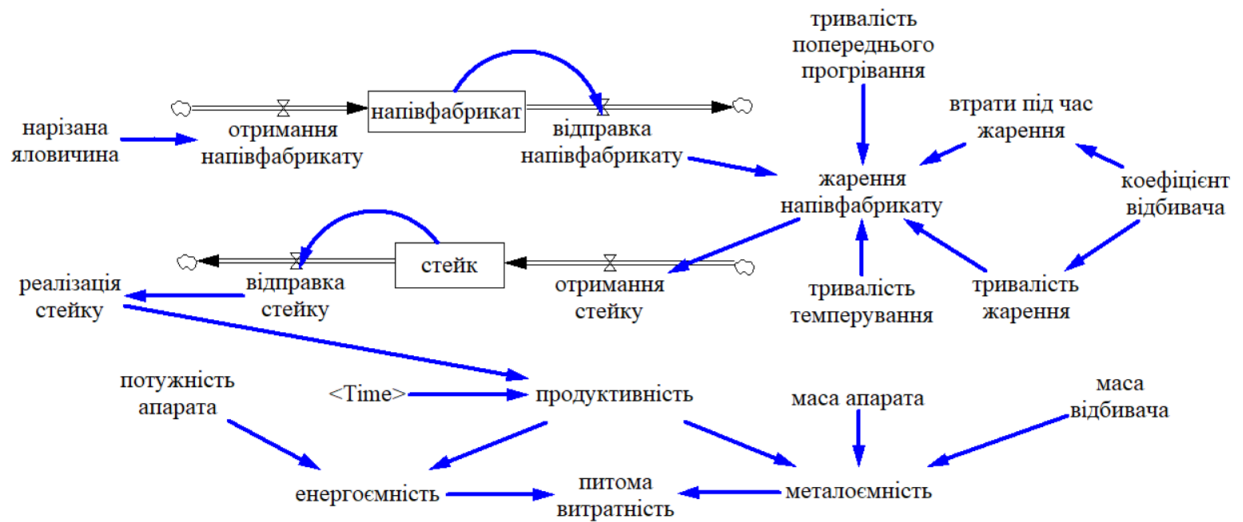 тривалість
попереднього
прогрівання
напівфабрикат
втрати під час
жарення
нарізана
яловичина
отримання
напівфабрикату
відправка
напівфабрикату
жарення
напівфабрикату
коефіцієнт
відбивача
стейк
реалізація
стейку
відправка
стейку
отримання
стейку
тривалість
темперування
тривалість
жарення
потужність
апарата
<Time>
продуктивність
маса апарата
маса
відбивача
енергоємність
питома
витратність
металоємність